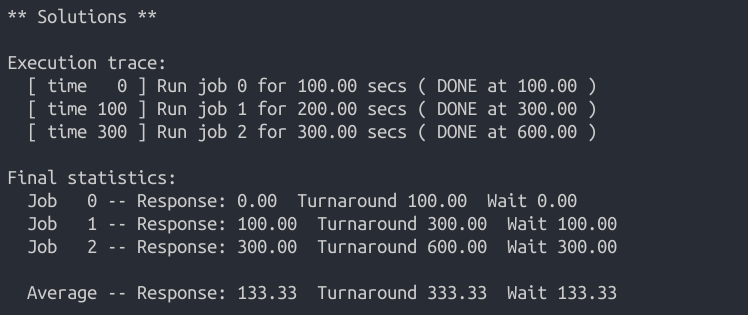 ** Solutions **
Execution trace:
[ time   0 ] Run job 0 for 100.00 secs ( DONE at 100.00 )
[ time 100 ] Run job 1 for 200.00 secs ( DONE at 300.00 )
[ time 300 ] Run job 2 for 300.00 secs ( DONE at 600.00 )
Final statistics:
Job   0 -- Response: 0.00  Turnaround 100.00  Wait 0.00
Job   1 -- Response: 100.00  Turnaround 300.00  Wait 100.00
Job   2 -- Response: 300.00  Turnaround 600.00  Wait 300.00
Average -- Response: 133.33  Turnaround 333.33  Wait 133.33